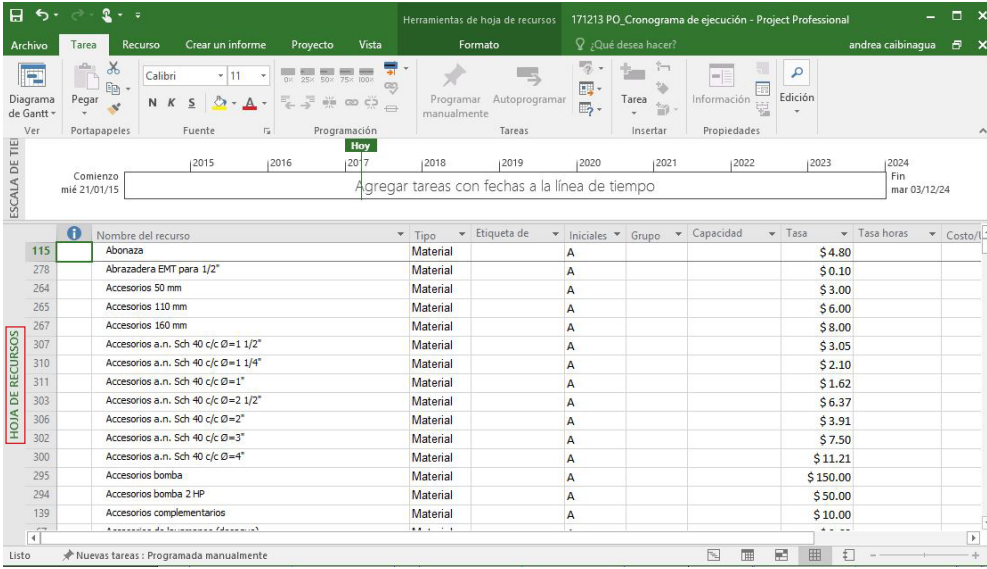 Herramientas de hoja de recursos 171213 PO_Cronograma de ejecución - Project Professional
Archivo Tarea Recurso Crear un informe Proyecto Vista Formato ¿Qué desea hacer? andrea caibinagua
Diagrama de Gantt
Pegar
Calibri 11
N K S A
0% 25% 50% 75% 100%
Programar manualmente
Autoprogramar
Tarea
Información
Edición
Ver Portapapeles Fuente Programación Tareas Insertar Propiedades
ESCALA DE TIE
Hoy
2015 2016 2017 2018 2019 2020 2021 2022 2023 2024
Comienzo
mié 21/01/15
Agregar tareas con fechas a la línea de tiempo
Fin
mar 03/12/24
HOJA DE RECURSOS
Nombre del recurso Tipo Etiqueta de Iniciales Grupo Capacidad Tasa Tasa horas Costo/
115 Abonaza Material A $ 4.80
278 Abrazadera EMT para 1/2" Material A $ 0.10
264 Accesorios 50 mm Material A $ 3.00
265 Accesorios 110 mm Material A $ 6.00
267 Accesorios 160 mm Material A $ 8.00
307 Accesorios a.n. Sch 40 c/c Ø=1 1/2" Material A $ 3.05
310 Accesorios a.n. Sch 40 c/c Ø=1 1/4" Material A $ 2.10
311 Accesorios a.n. Sch 40 c/c Ø=1" Material A $ 1.62
303 Accesorios a.n. Sch 40 c/c Ø=2 1/2" Material A $ 6.37
306 Accesorios a.n. Sch 40 c/c Ø=2" Material A $ 3.91
302 Accesorios a.n. Sch 40 c/c Ø=3" Material A $ 7.50
300 Accesorios a.n. Sch 40 c/c Ø=4" Material A $ 11.21
295 Accesorios bomba Material A $ 150.00
294 Accesorios bomba 2 HP Material A $ 50.00
139 Accesorios complementarios Material A $ 10.00
Listo Nuevas tareas : Programada manualmente